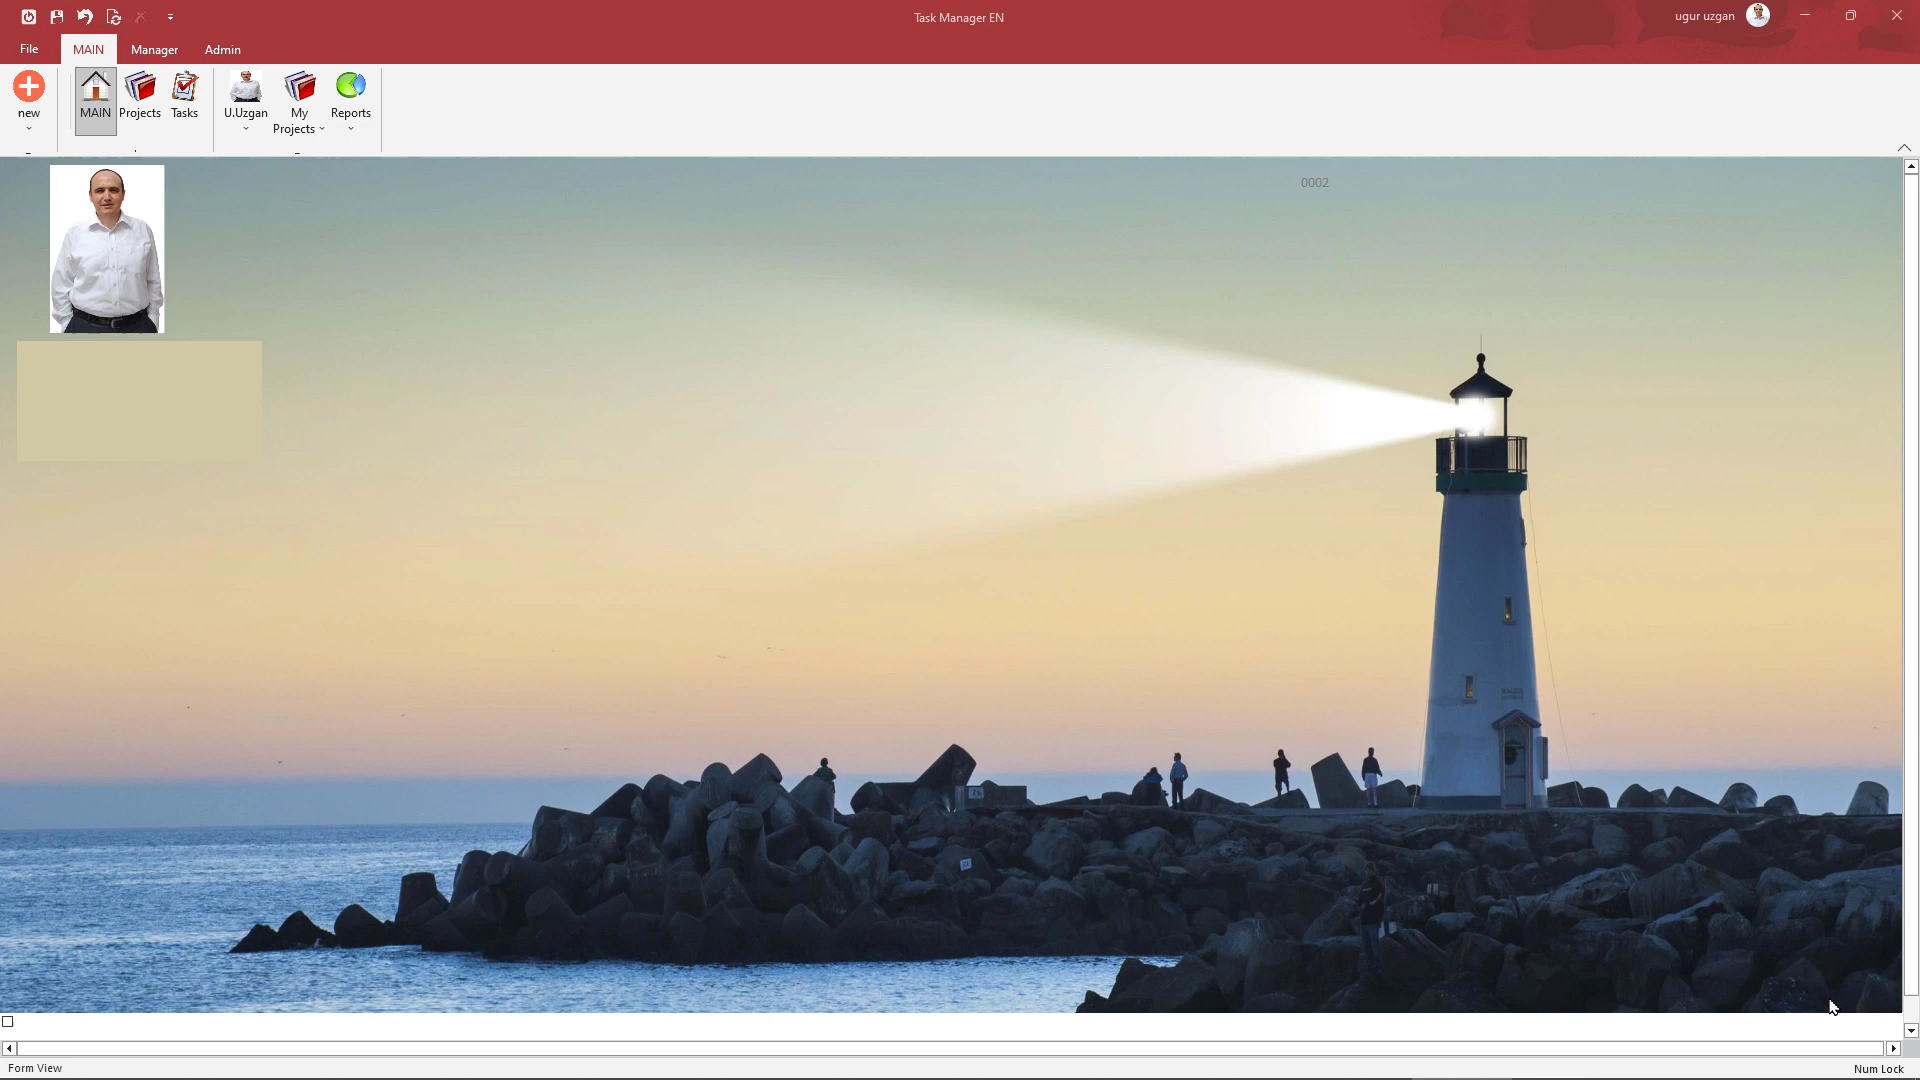 Task Manager EN
ugur uzgan
File
MAIN
Manager
Admin
new
MAIN
Projects
Tasks
U.Uzgan
My
Projects
Reports
0002
Form View
Num Lock